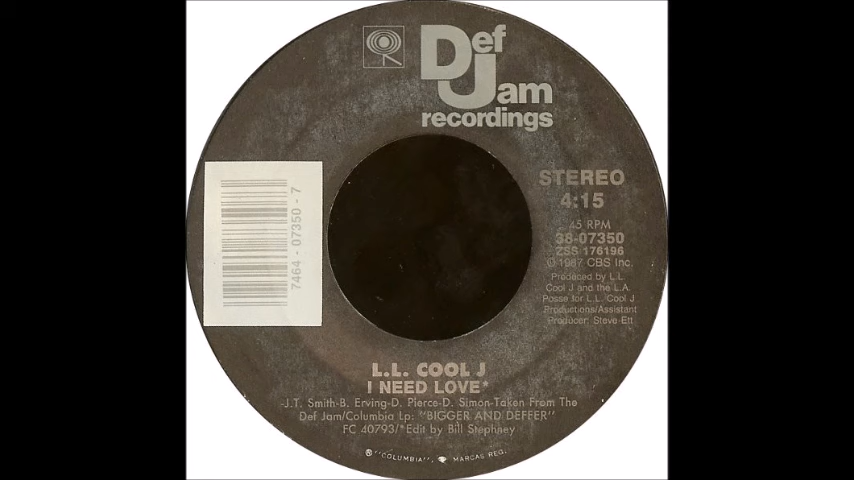 Def
Jam
recordings
STEREO
4:15
45 RPM
38-07350
ZSS 176196
© 1987 CBS Inc.
Produced by L.L.
Cool J and the L.A.
Posse for L.L. Cool J
Productions/Assistant
Producer: Steve Ett
7464-07350-7
L.L. COOL J
I NEED LOVE*
-J.T. Smith-B. Erving-D. Pierce-D. Simon-Taken From The
Def Jam/Columbia Lp: "BIGGER AND DEFFER"
FC 40793/*Edit by Bill Stephney
® "COLUMBIA", MARCAS REG.